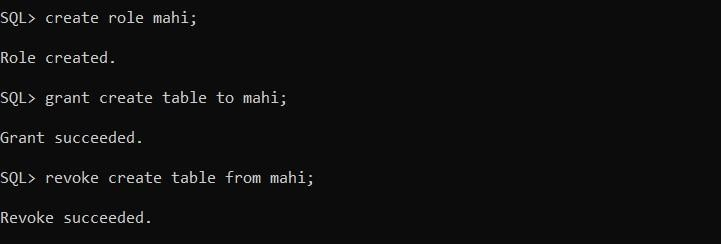 SQL> create role mahi;
Role created.
SQL> grant create table to mahi;
Grant succeeded.
SQL> revoke create table from mahi;
Revoke succeeded.